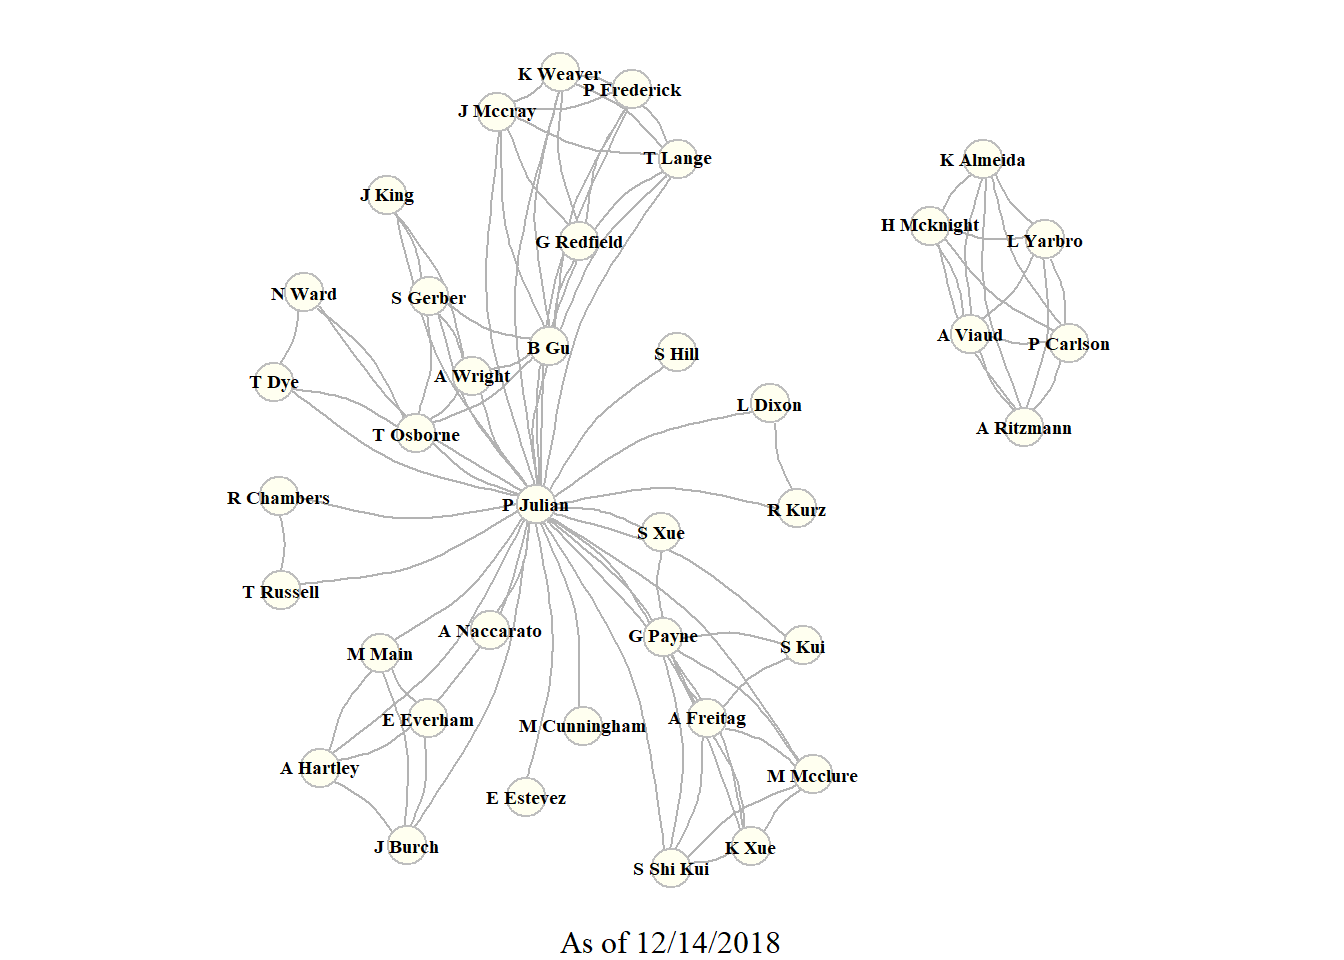 K Weaver
P Frederick
J Mccray
T Lange
K Almeida
J King
H Mcknight
L Yarbro
G Redfield
N Ward
S Gerber
A Viaud
P Carlson
B Gu
S Hill
A Wright
T Dye
L Dixon
T Osborne
A Ritzmann
R Chambers
P Julian
R Kurz
S Xue
T Russell
A Naccarato
G Payne
S Kui
M Main
E Everham
M Cunningham
A Freitag
A Hartley
M Mcclure
E Estevez
J Burch
K Xue
S Shi Kui
As of 12/14/2018